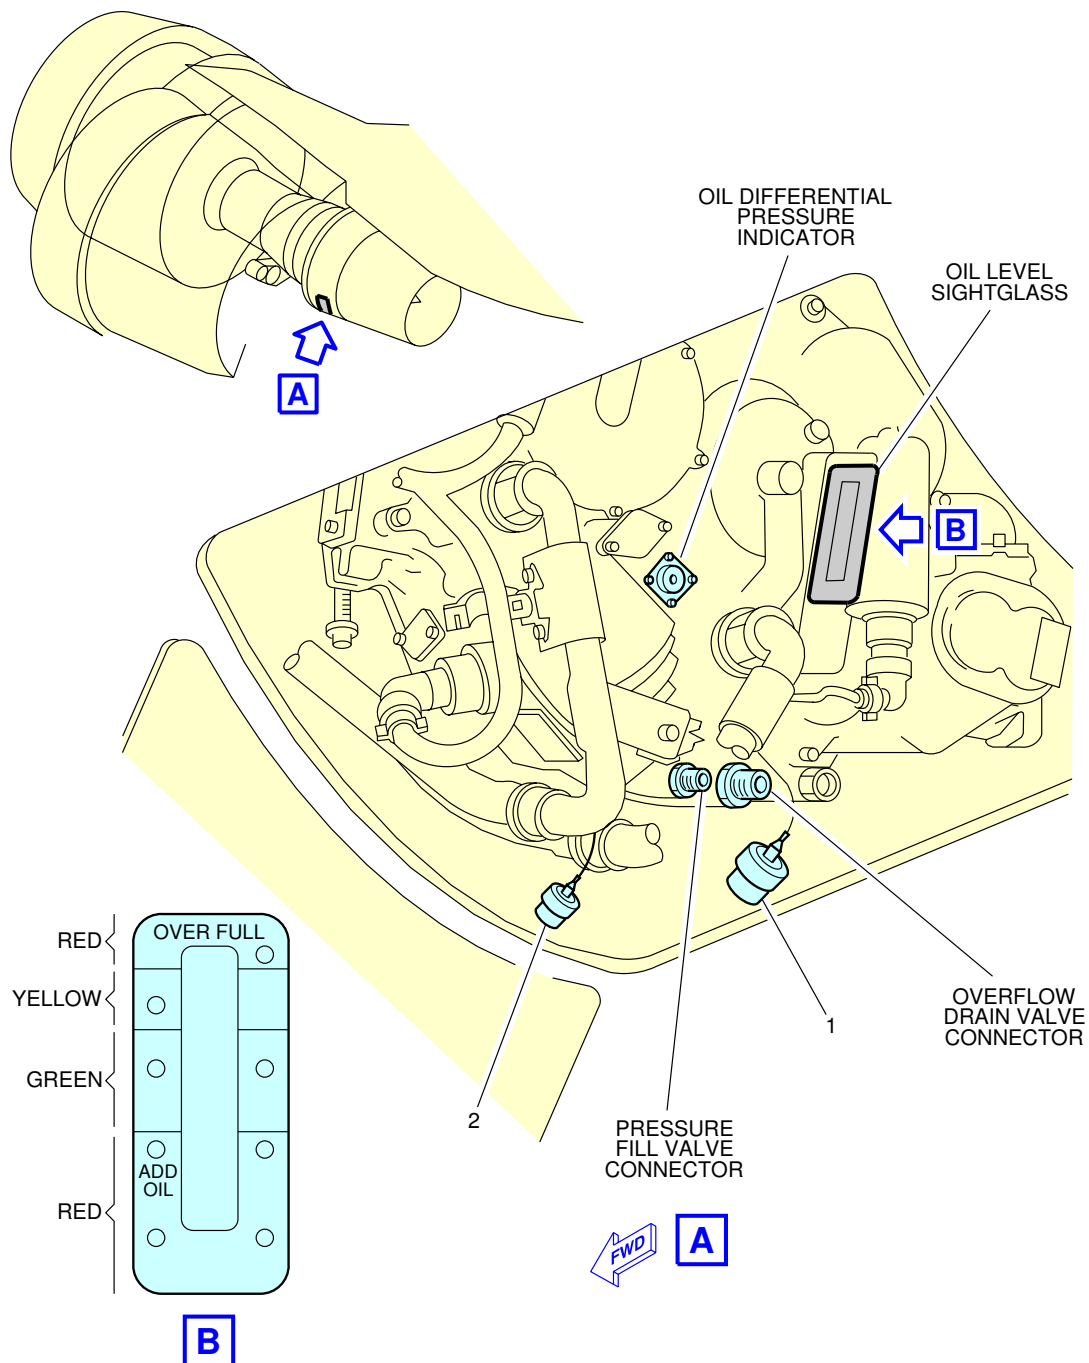 OIL DIFFERENTIAL
PRESSURE
INDICATOR
OIL LEVEL
SIGHTGLASS
A
B
RED
OVER FULL
YELLOW
GREEN
ADD
OIL
RED
B
2
1
OVERFLOW
DRAIN VALVE
CONNECTOR
PRESSURE
FILL VALVE
CONNECTOR
FWD
A